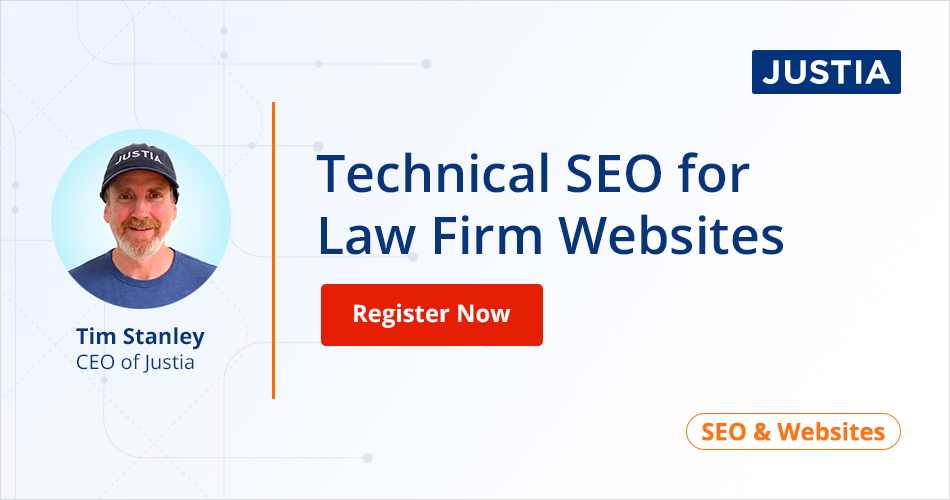 JUSTIA
JUSTIA
Technical SEO for
Law Firm Websites
Register Now
Tim Stanley
CEO of Justia
SEO & Websites